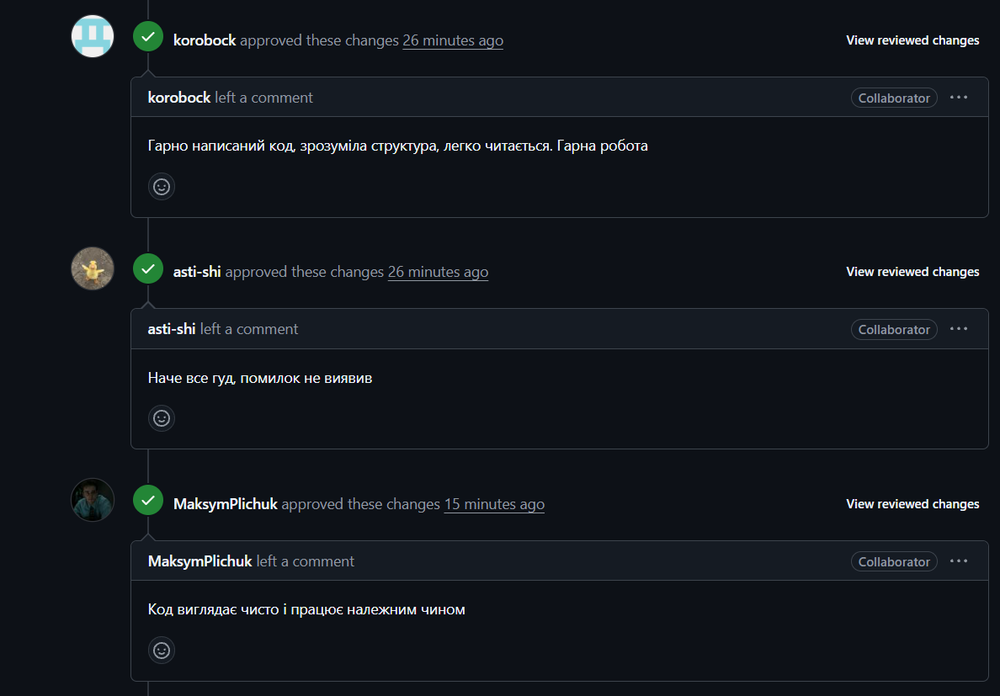 korobock approved these changes 26 minutes ago View reviewed changes
korobock left a comment Collaborator ...
Гарно написаний код, зрозуміла структура, легко читається. Гарна робота
asti-shi approved these changes 26 minutes ago View reviewed changes
asti-shi left a comment Collaborator ...
Наче все гуд, помилок не виявив
MaksymPlichuk approved these changes 15 minutes ago View reviewed changes
MaksymPlichuk left a comment Collaborator ...
Код виглядає чисто і працює належним чином